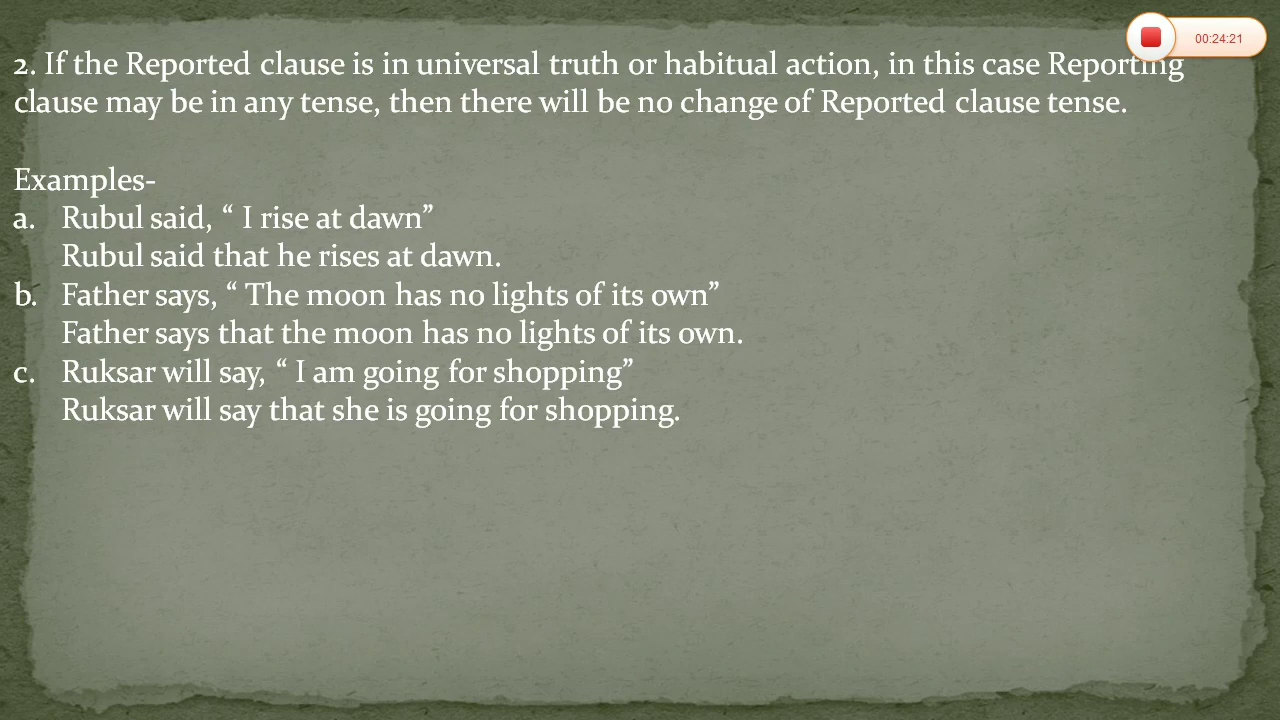 00:24:21
2. If the Reported clause is in universal truth or habitual action, in this case Reporting
clause may be in any tense, then there will be no change of Reported clause tense.
Examples-
a. Rubul said, “ I rise at dawn”
Rubul said that he rises at dawn.
b. Father says, “ The moon has no lights of its own”
Father says that the moon has no lights of its own.
c. Ruksar will say, “ I am going for shopping”
Ruksar will say that she is going for shopping.